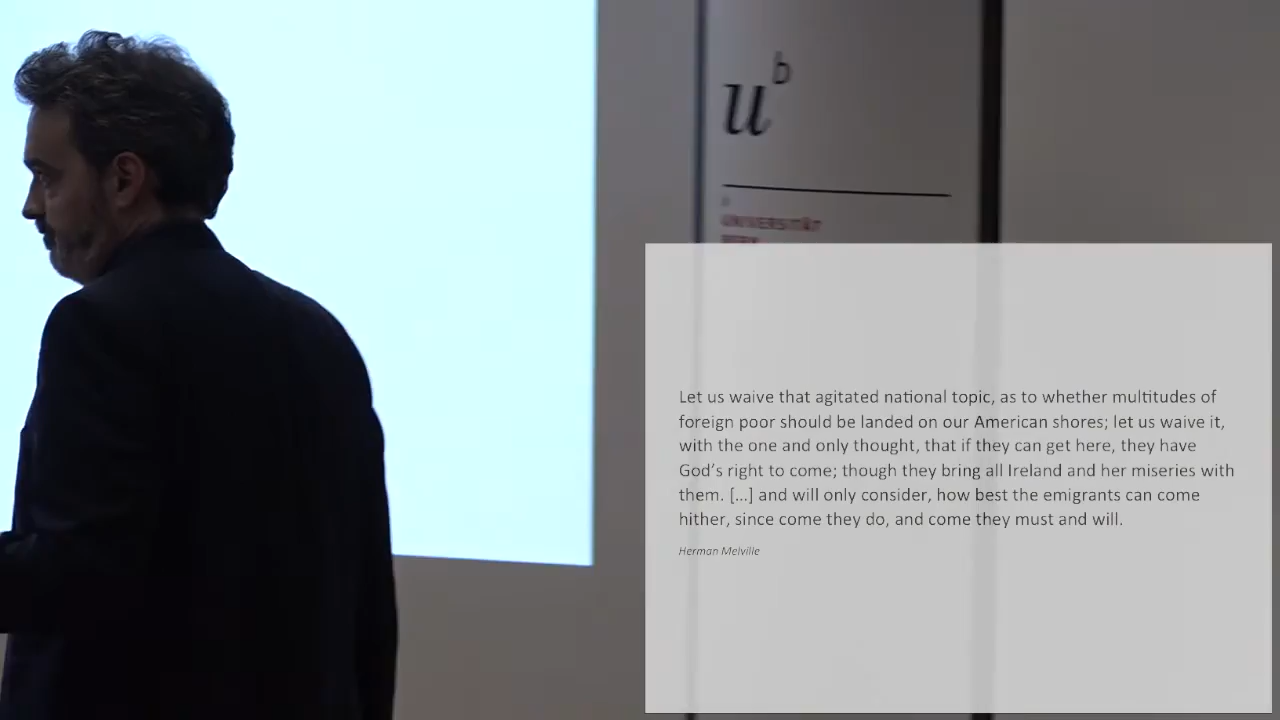 u
b
UNIVERSITÄT
Let us waive that agitated national topic, as to whether multitudes of
foreign poor should be landed on our American shores; let us waive it,
with the one and only thought, that if they can get here, they have
God’s right to come; though they bring all Ireland and her miseries with
them. [...] and will only consider, how best the emigrants can come
hither, since come they do, and come they must and will.
Herman Melville